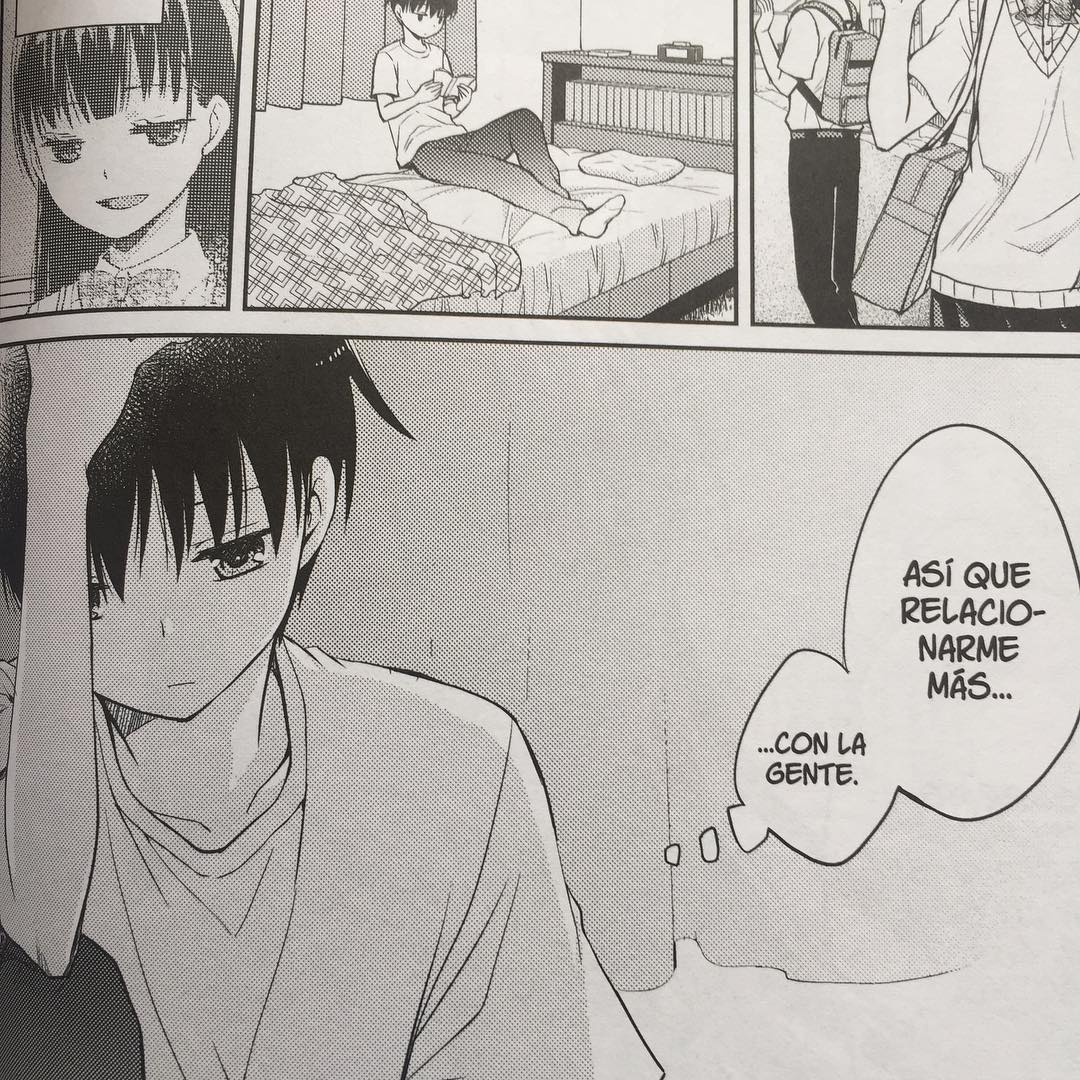 ASÍ QUE
RELACIO-
NARME
MÁS...
...CON LA
GENTE.